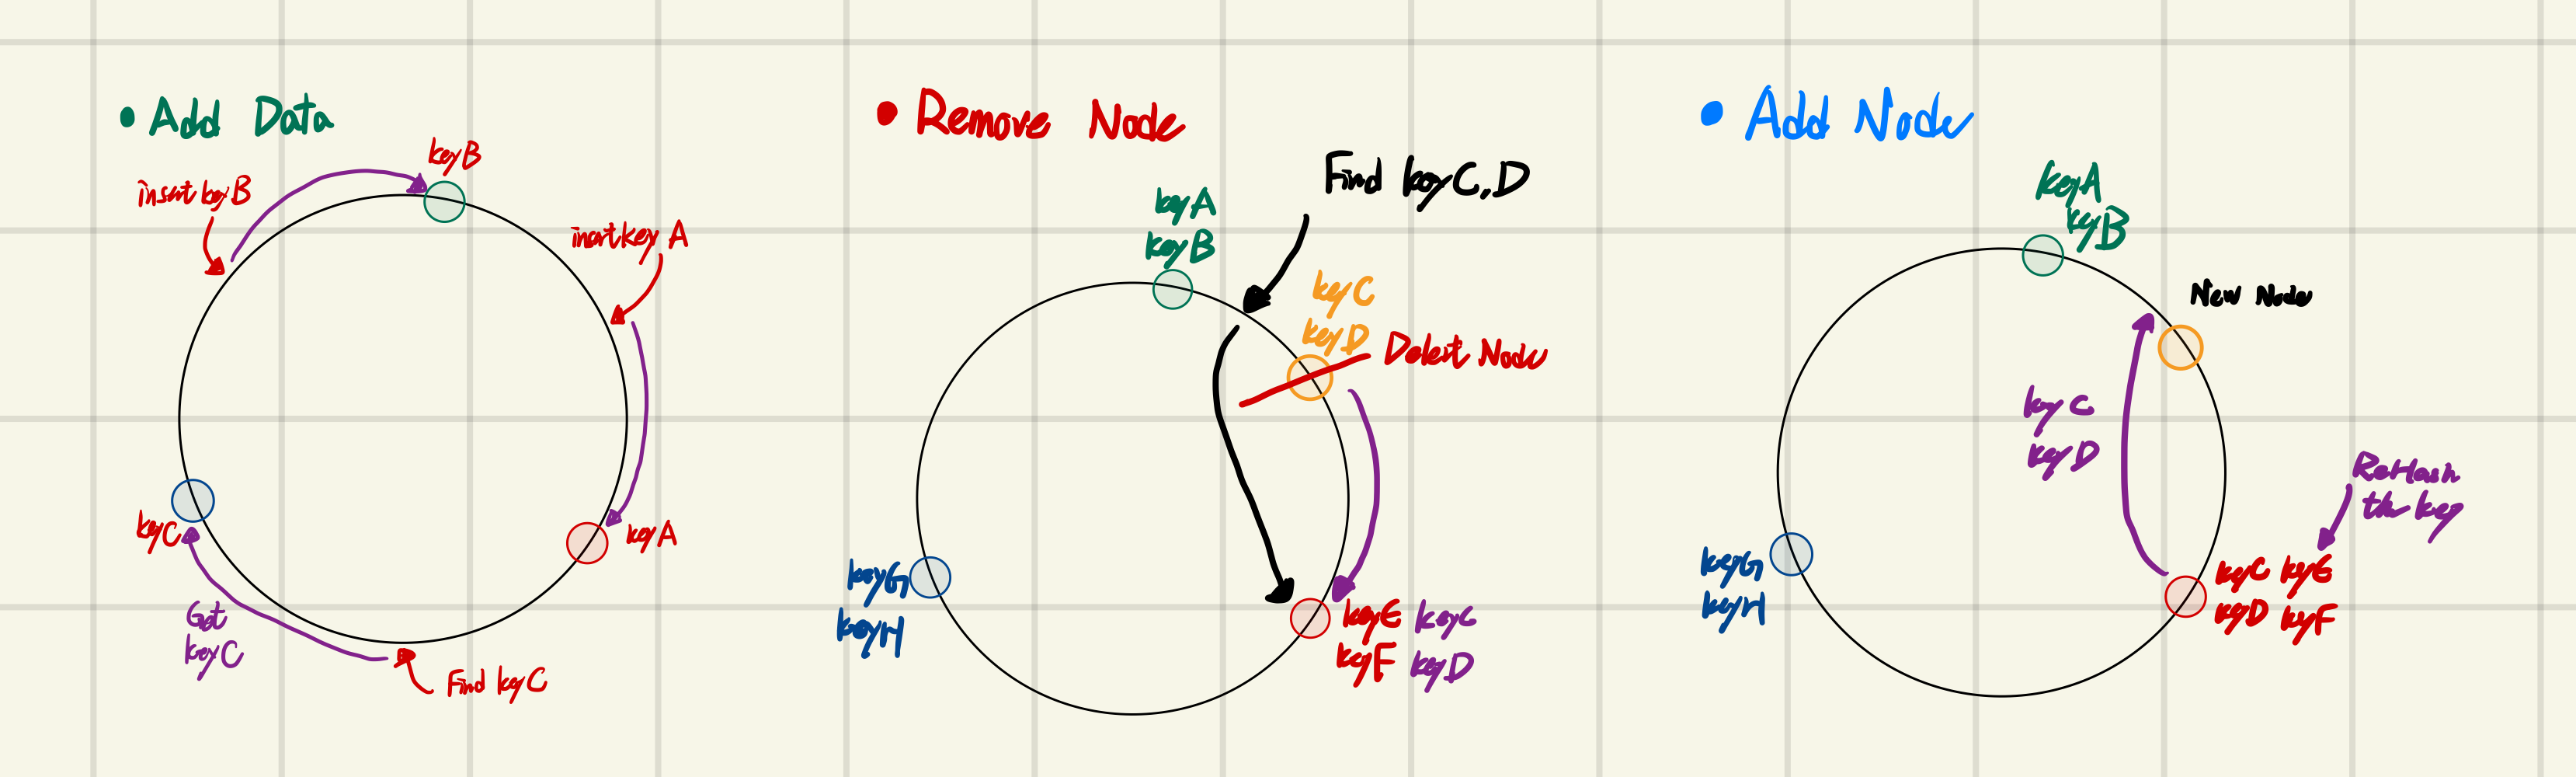 • Add Data
insert key B
key B
insert key A
key C
key A
Get
key C
Find key C
• Remove Node
Find key C, D
key A
key B
key C
key D
Delect Node
key G
key H
key E key C
key F key D
• Add Node
key A
key B
New Node
key C
key D
ReHash
the key
key G
key H
key C key E
key D key F